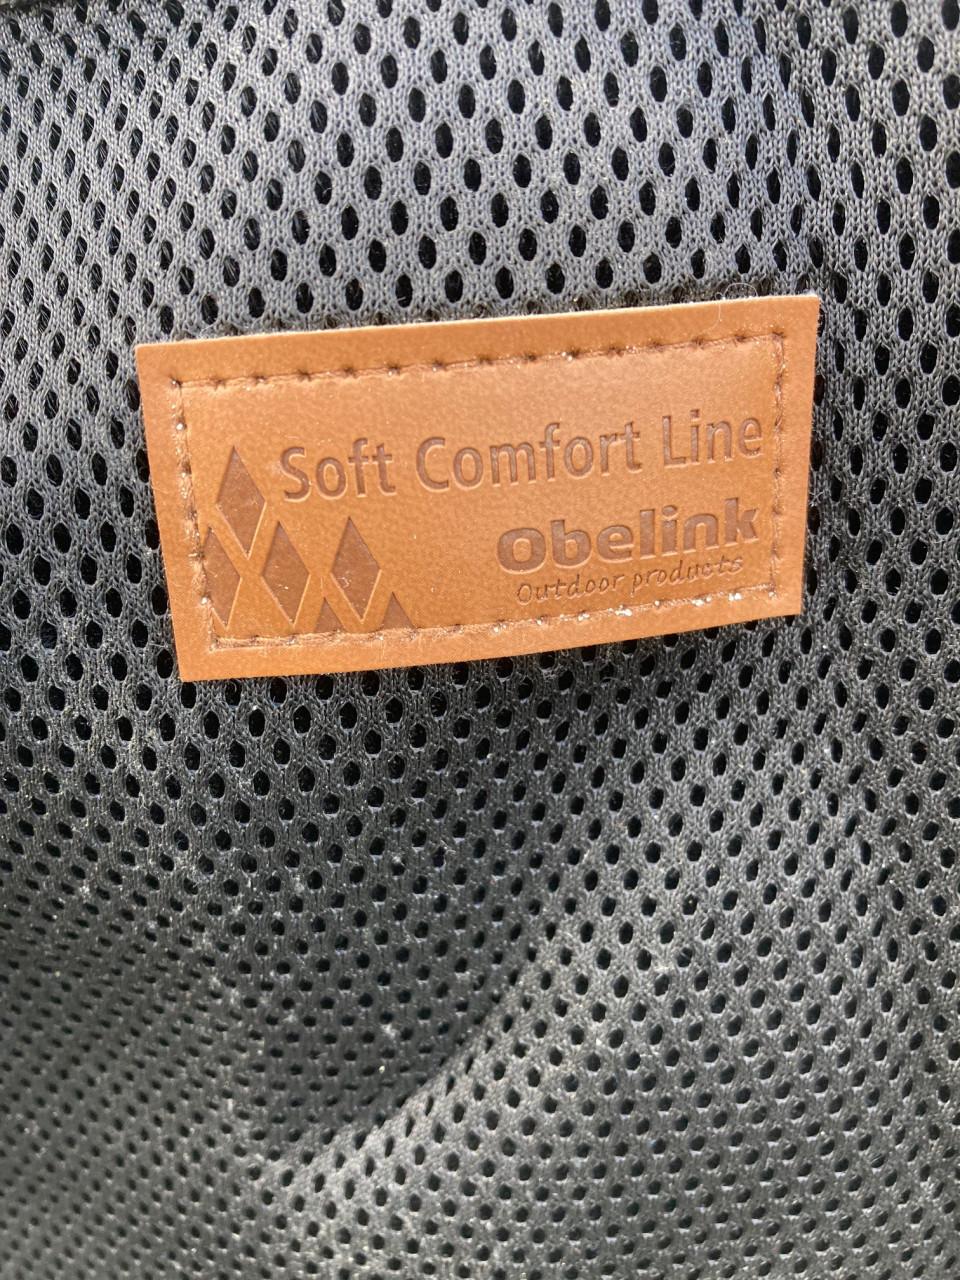 Soft Comfort Line
Obelink
Outdoor products